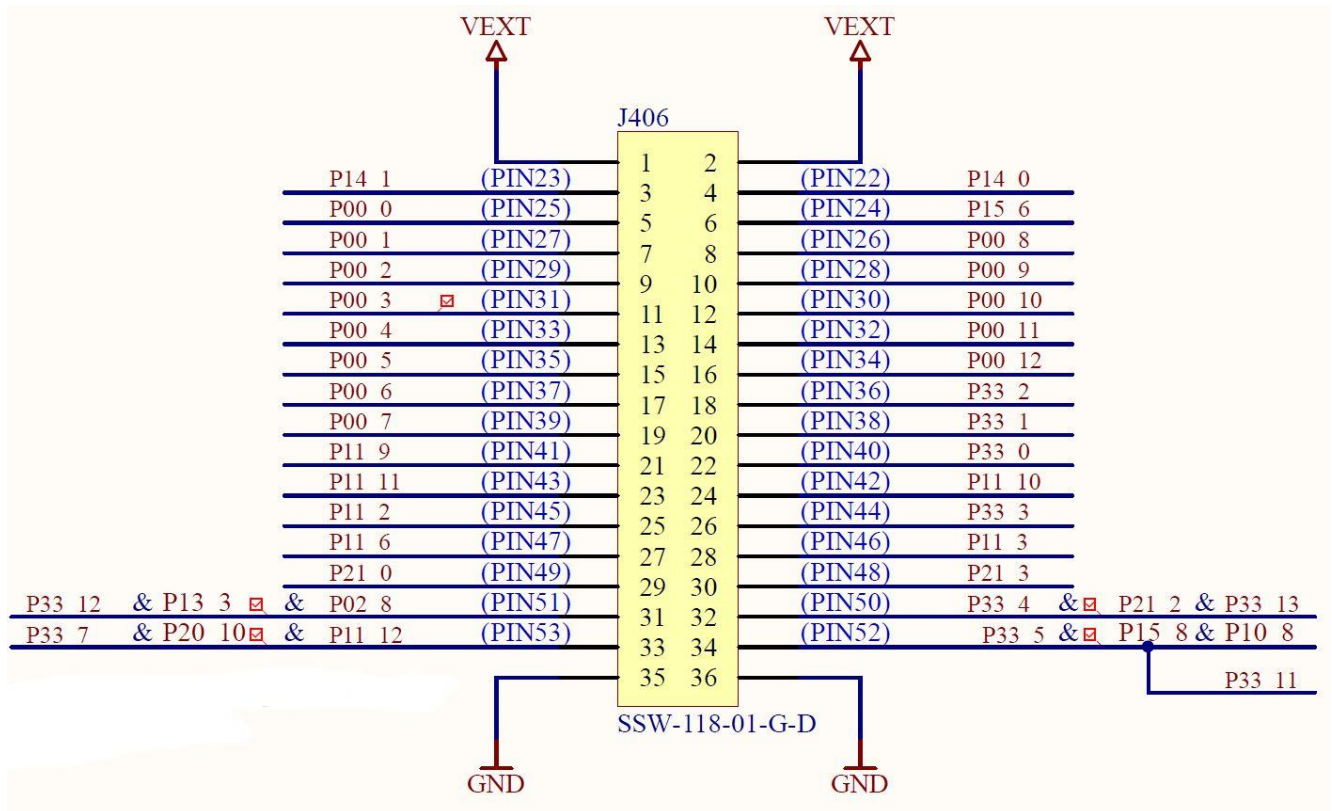 VEXT VEXT
J406
1 2
P14 1 (PIN23) 3 4 (PIN22) P14 0
P00 0 (PIN25) 5 6 (PIN24) P15 6
P00 1 (PIN27) 7 8 (PIN26) P00 8
P00 2 (PIN29) 9 10 (PIN28) P00 9
P00 3 (PIN31) 11 12 (PIN30) P00 10
P00 4 (PIN33) 13 14 (PIN32) P00 11
P00 5 (PIN35) 15 16 (PIN34) P00 12
P00 6 (PIN37) 17 18 (PIN36) P33 2
P00 7 (PIN39) 19 20 (PIN38) P33 1
P11 9 (PIN41) 21 22 (PIN40) P33 0
P11 11 (PIN43) 23 24 (PIN42) P11 10
P11 2 (PIN45) 25 26 (PIN44) P33 3
P11 6 (PIN47) 27 28 (PIN46) P11 3
P21 0 (PIN49) 29 30 (PIN48) P21 3
P33 12 & P13 3 & P02 8 (PIN51) 31 32 (PIN50) P33 4 & P21 2 & P33 13
P33 7 & P20 10 & P11 12 (PIN53) 33 34 (PIN52) P33 5 & P15 8 & P10 8
35 36 P33 11
SSW-118-01-G-D
GND GND